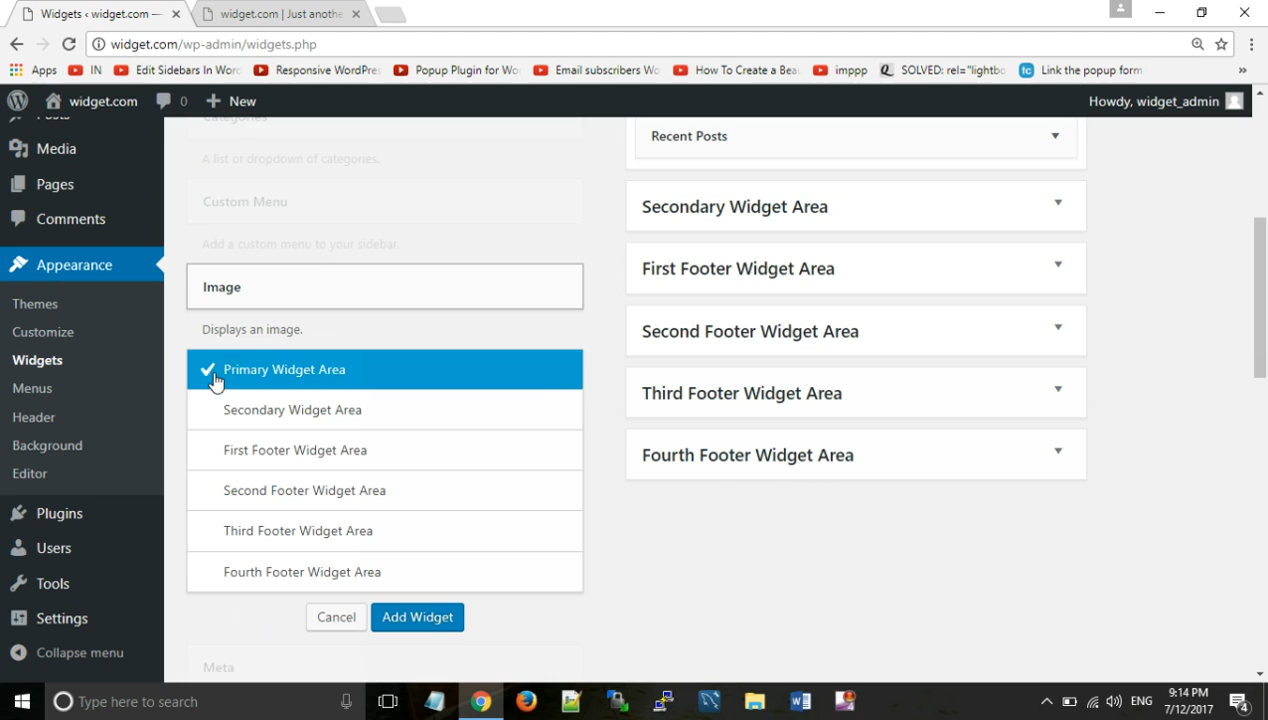 Widgets ‹ widget.com —
widget.com | Just anothe
widget.com/wp-admin/widgets.php
Apps
IN
Edit Sidebars In Word
Responsive WordPres
Popup Plugin for Wo
Email subscribers Wo
How To Create a Beau
imppp
SOLVED: rel="lightbo
Link the popup form
»
widget.com
0
New
Howdy, widget_admin
Posts
Media
Pages
Comments
Appearance
Themes
Customize
Widgets
Menus
Header
Background
Editor
Plugins
Users
Tools
Settings
Collapse menu
Categories
A list or dropdown of categories.
Custom Menu
Add a custom menu to your sidebar.
Image
Displays an image.
Primary Widget Area
Secondary Widget Area
First Footer Widget Area
Second Footer Widget Area
Third Footer Widget Area
Fourth Footer Widget Area
Cancel
Add Widget
Meta
Recent Posts
Secondary Widget Area
First Footer Widget Area
Second Footer Widget Area
Third Footer Widget Area
Fourth Footer Widget Area
Type here to search
ENG
9:14 PM
7/12/2017
4